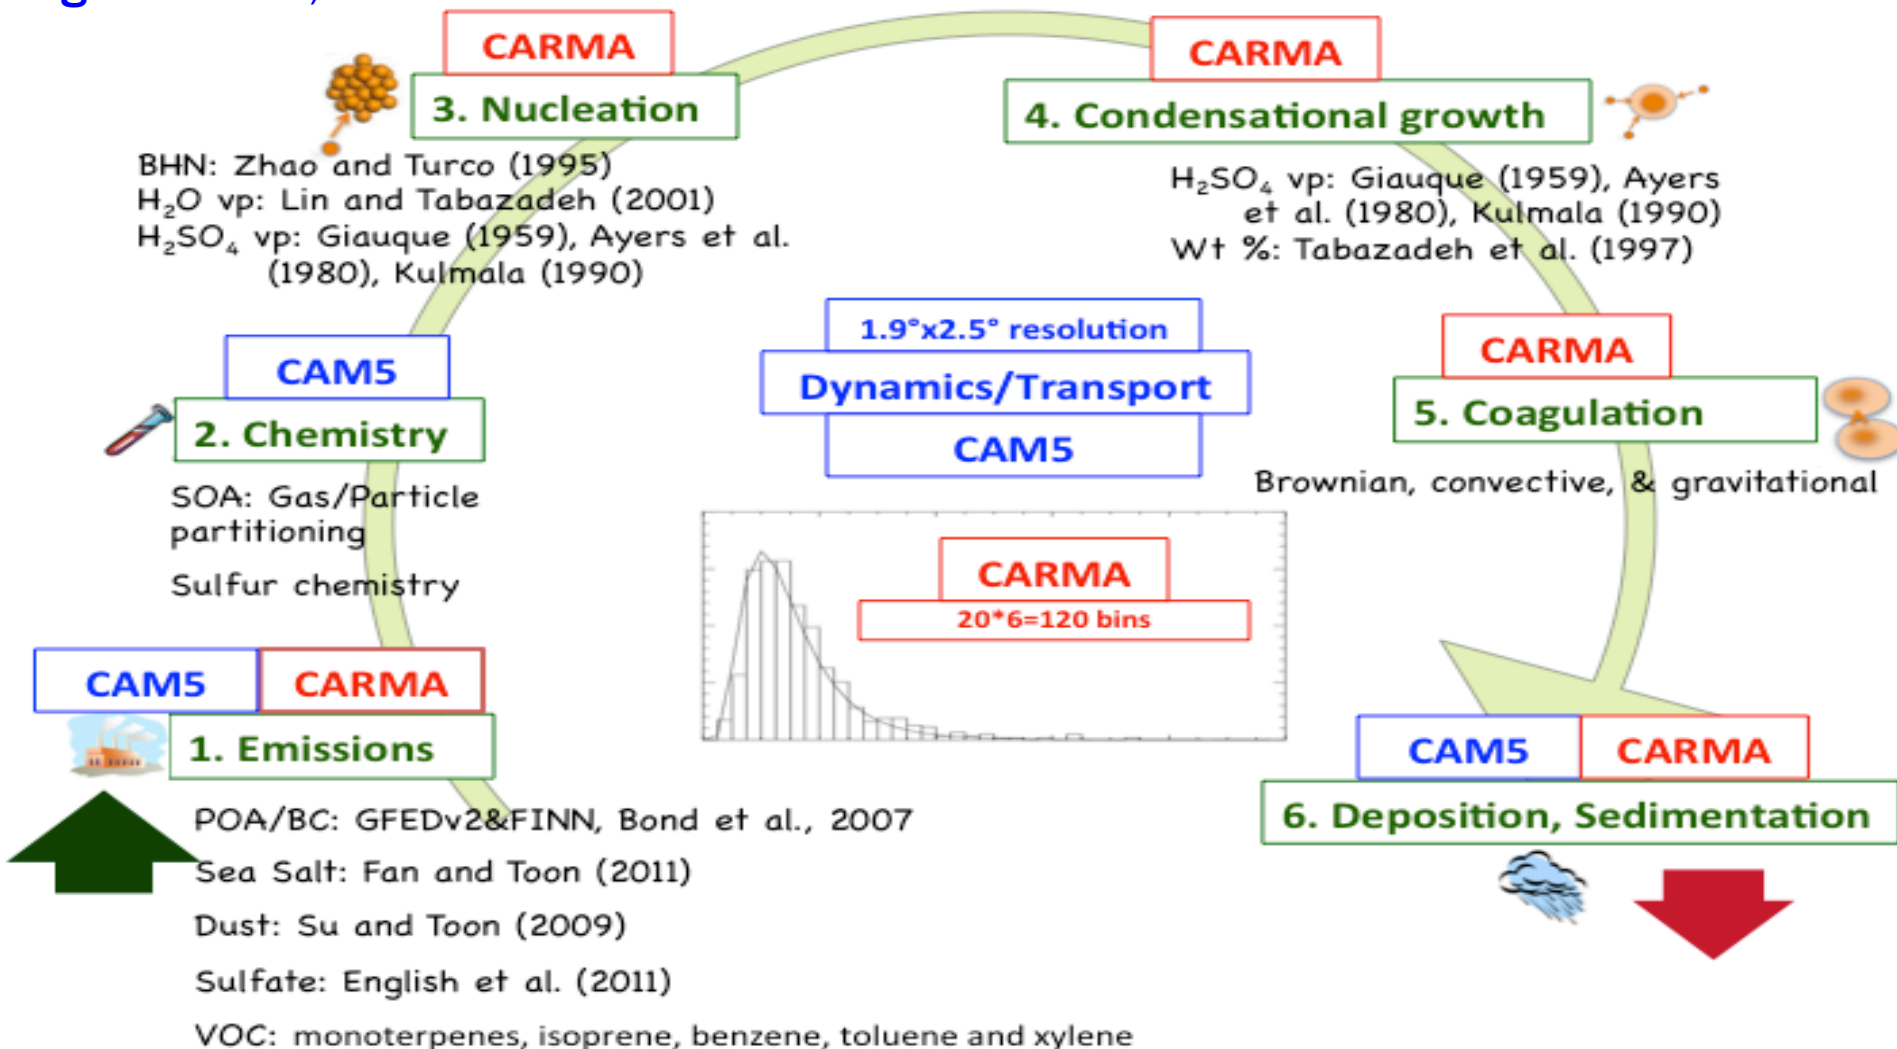 CARMA
3. Nucleation
BHN: Zhao and Turco (1995)
H₂O vp: Lin and Tabazadeh (2001)
H₂SO₄ vp: Giauque (1959), Ayers et al.
(1980), Kulmala (1990)
CARMA
4. Condensational growth
H₂SO₄ vp: Giauque (1959), Ayers
et al. (1980), Kulmala (1990)
Wt %: Tabazadeh et al. (1997)
CAM5
2. Chemistry
SOA: Gas/Particle
partitioning
Sulfur chemistry
1.9°x2.5° resolution
Dynamics/Transport
CAM5
CARMA
5. Coagulation
Brownian, convective, & gravitational
CARMA
20*6=120 bins
CAM5 CARMA
1. Emissions
POA/BC: GFEDv2&FINN, Bond et al., 2007
Sea Salt: Fan and Toon (2011)
Dust: Su and Toon (2009)
Sulfate: English et al. (2011)
VOC: monoterpenes, isoprene, benzene, toluene and xylene
CAM5 CARMA
6. Deposition, Sedimentation